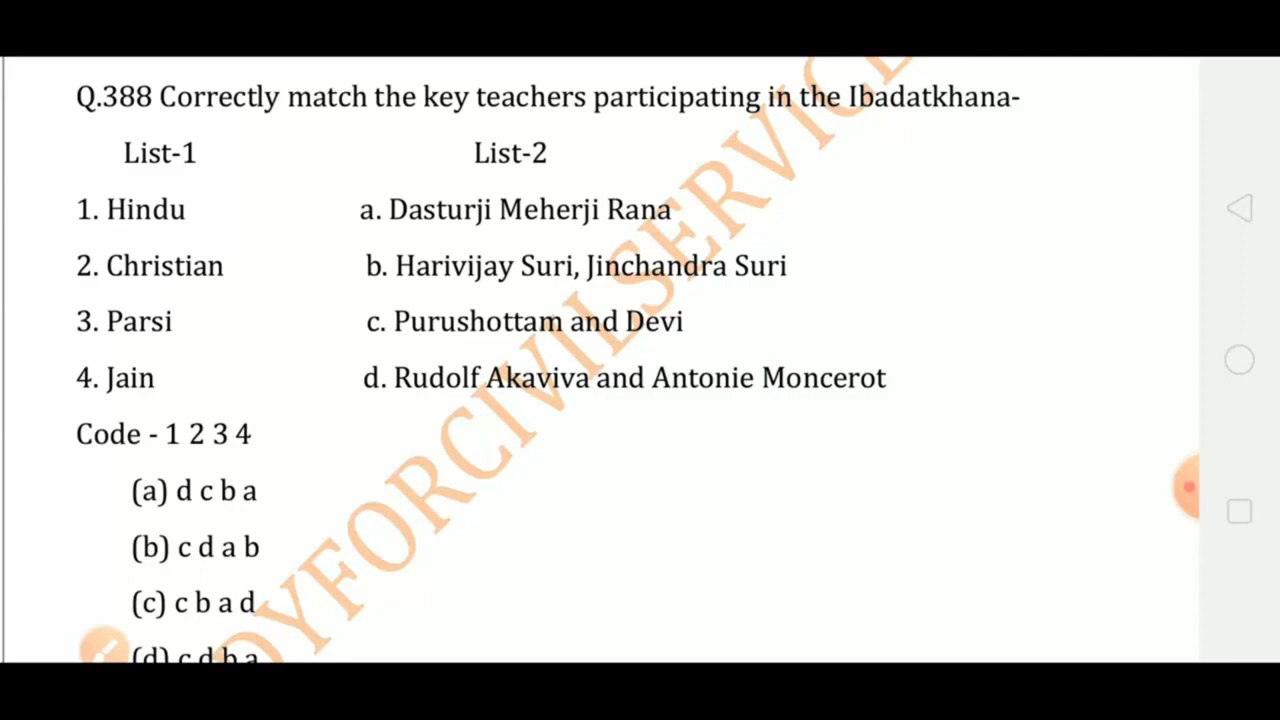 Q.388 Correctly match the key teachers participating in the Ibadatkhana-
List-1 List-2
1. Hindu a. Dasturji Meherji Rana
2. Christian b. Harivijay Suri, Jinchandra Suri
3. Parsi c. Purushottam and Devi
4. Jain d. Rudolf Akaviva and Antonie Moncerot
Code - 1 2 3 4
(a) d c b a
(b) c d a b
(c) c b a d
(d) c d b a